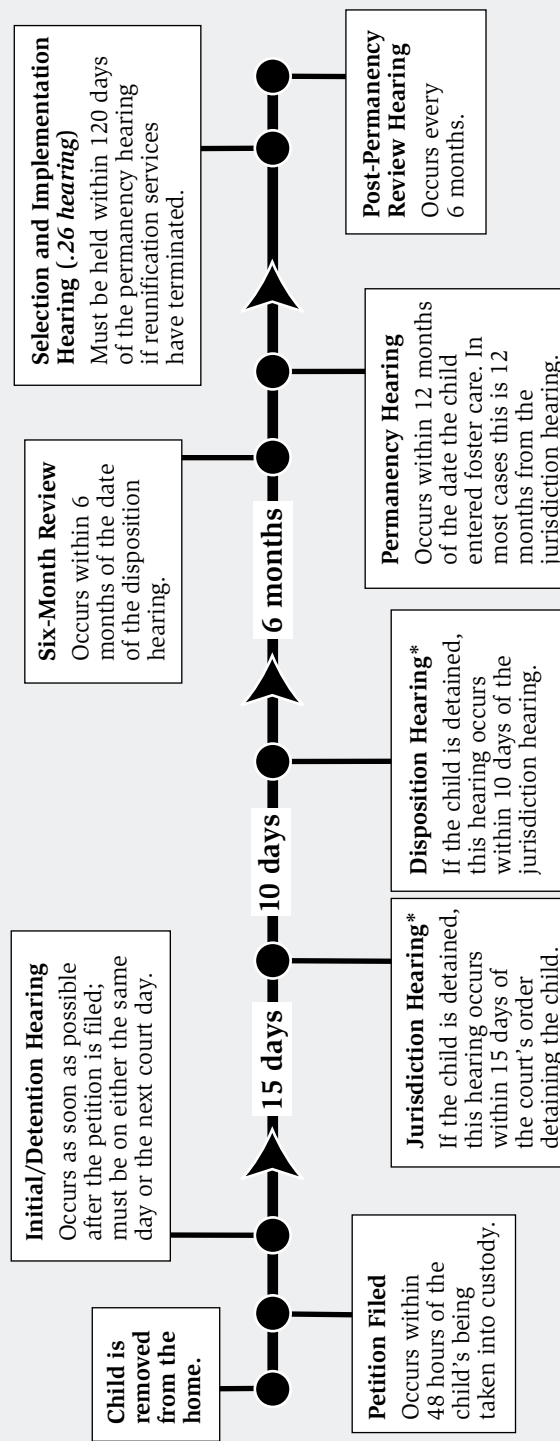 Child is
removed
from the
home.
Petition Filed
Occurs within
48 hours of the
child's being
taken into custody.
Initial/Detention Hearing
Occurs as soon as possible
after the petition is filed;
must be on either the same
day or the next court day.
15 days
Jurisdiction Hearing*
If the child is detained,
this hearing occurs
within 15 days of
the court's order
detaining the child.
10 days
Disposition Hearing*
If the child is detained,
this hearing occurs
within 10 days of the
jurisdiction hearing.
6 months
Six-Month Review
Occurs within 6
months of the date
of the disposition
hearing.
Permanency Hearing
Occurs within 12 months
of the date the child
entered foster care. In
most cases this is 12
months from the
jurisdiction hearing.
Selection and Implementation
Hearing (.26 hearing)
Must be held within 120 days
of the permanency hearing
if reunification services
have terminated.
Post-Permanency
Review Hearing
Occurs every
6 months.